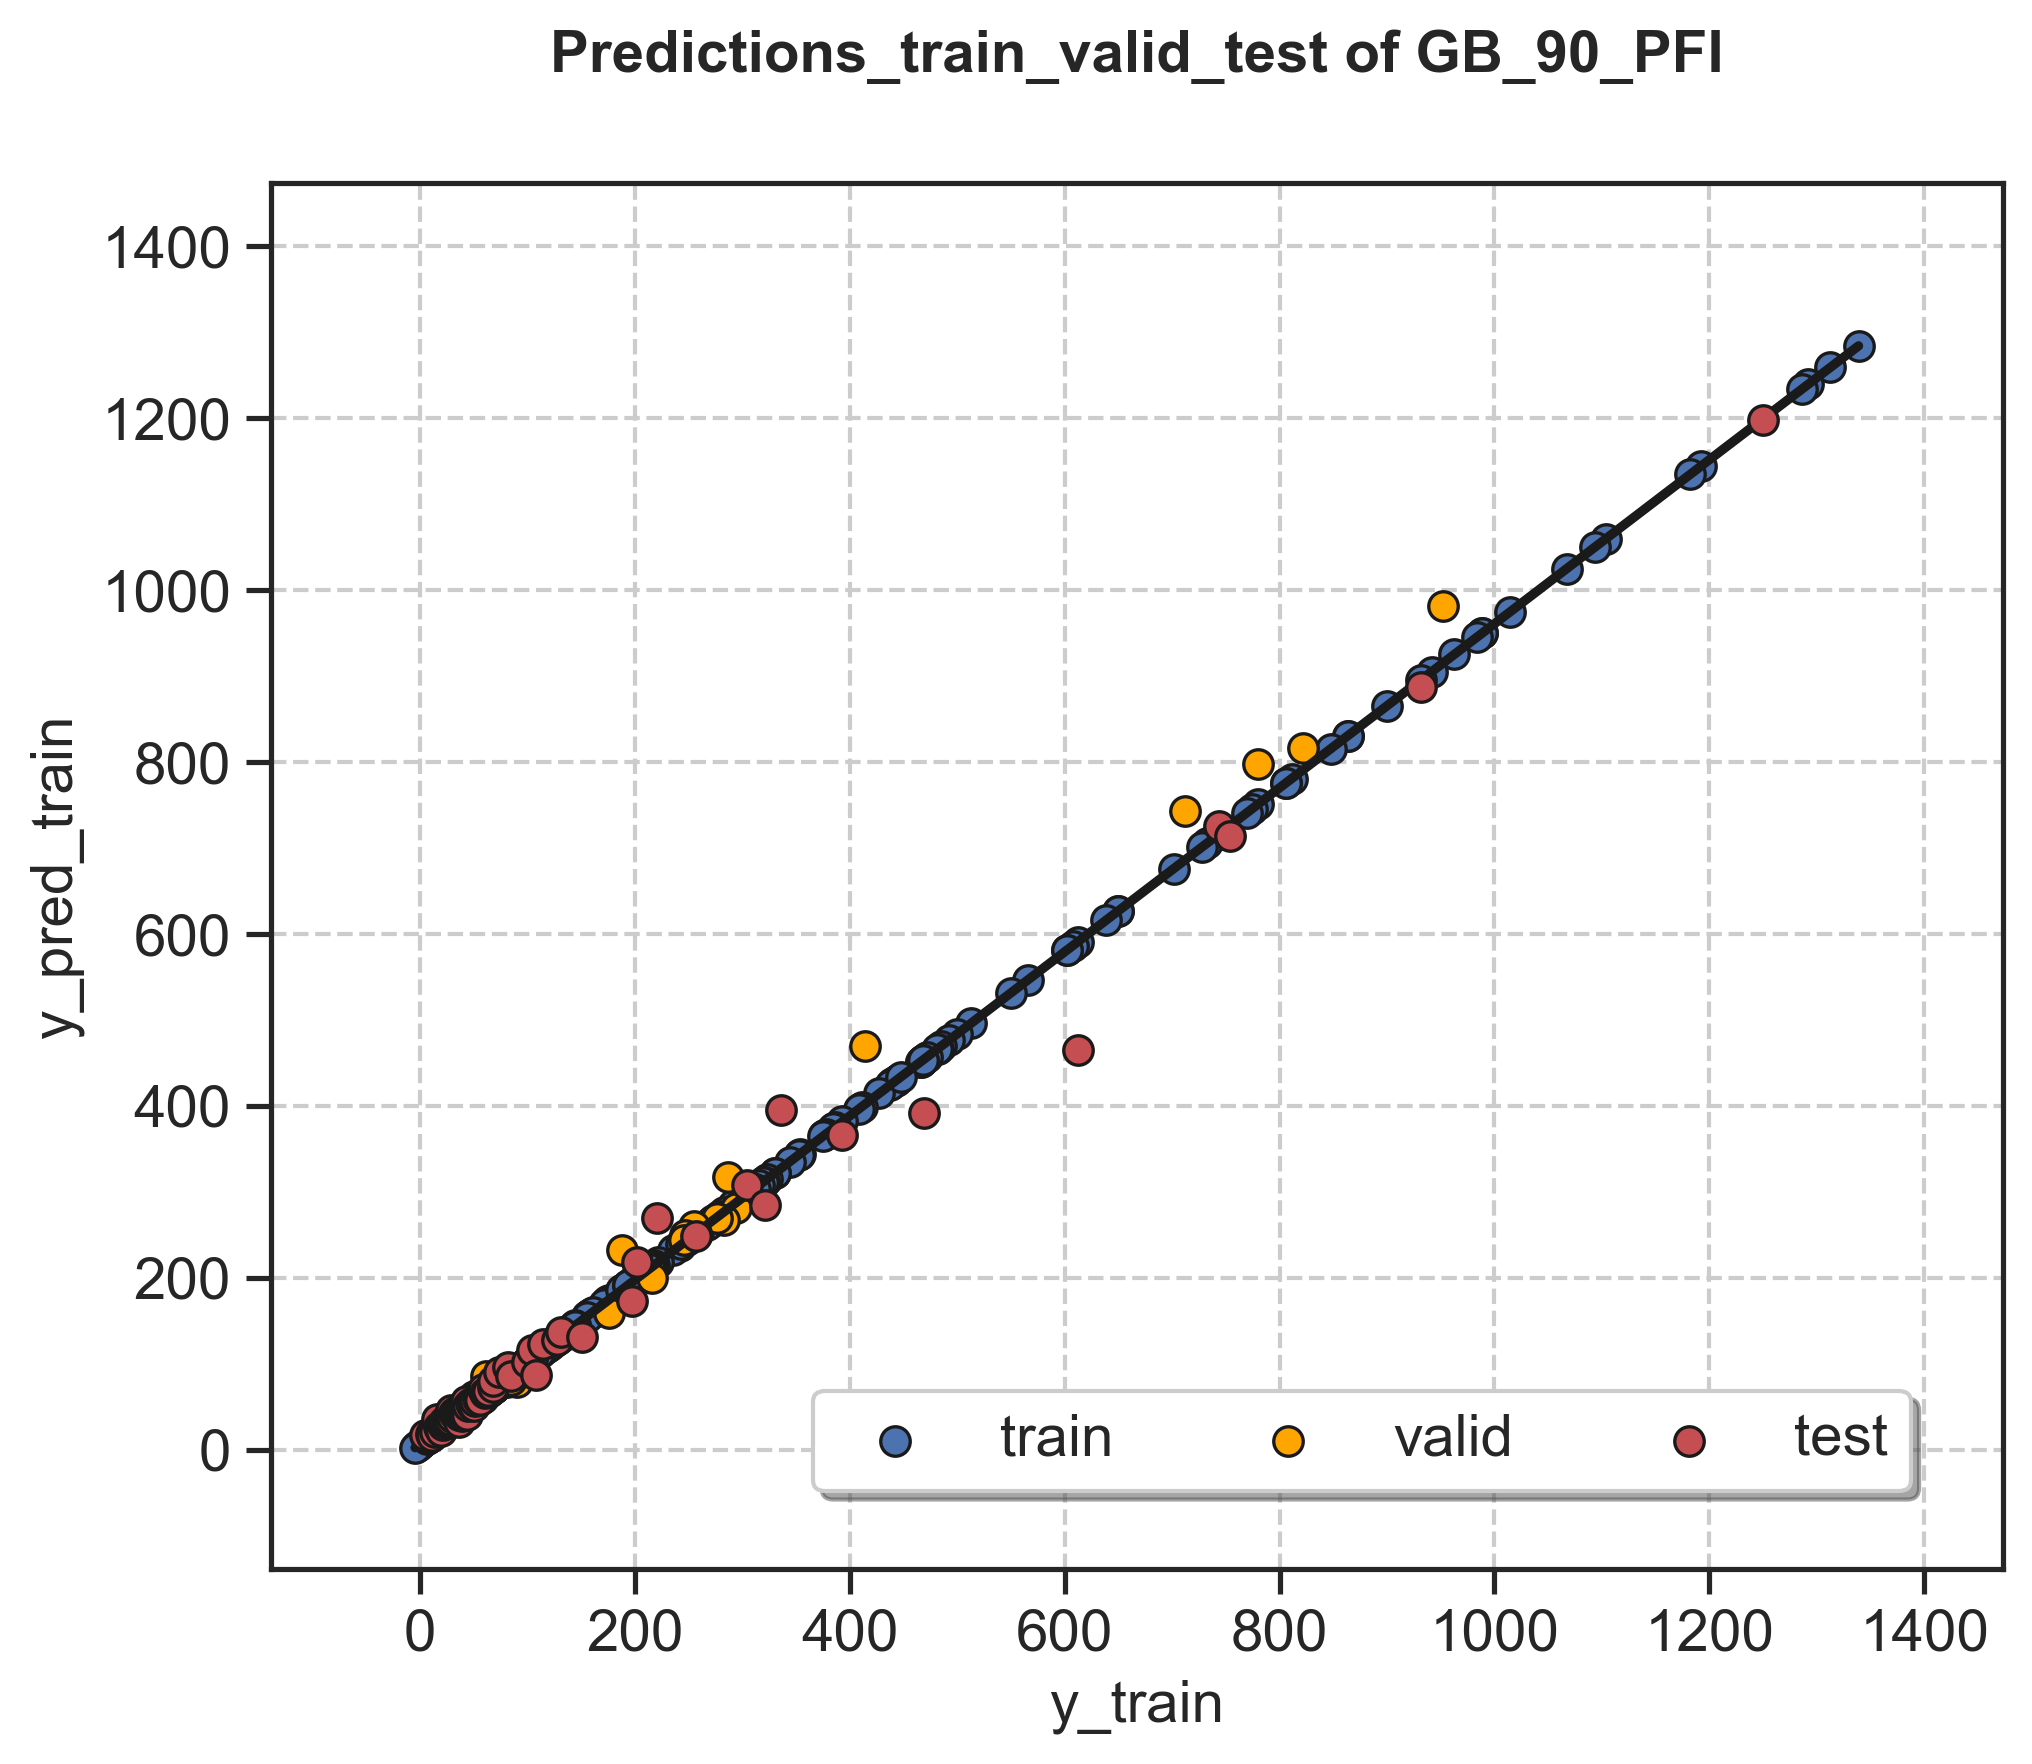 Predictions_train_valid_test of GB_90_PFI
1400
1200
1000
800
600
400
200
0
y_pred_train
train valid test
0 200 400 600 800 1000 1200 1400
y_train